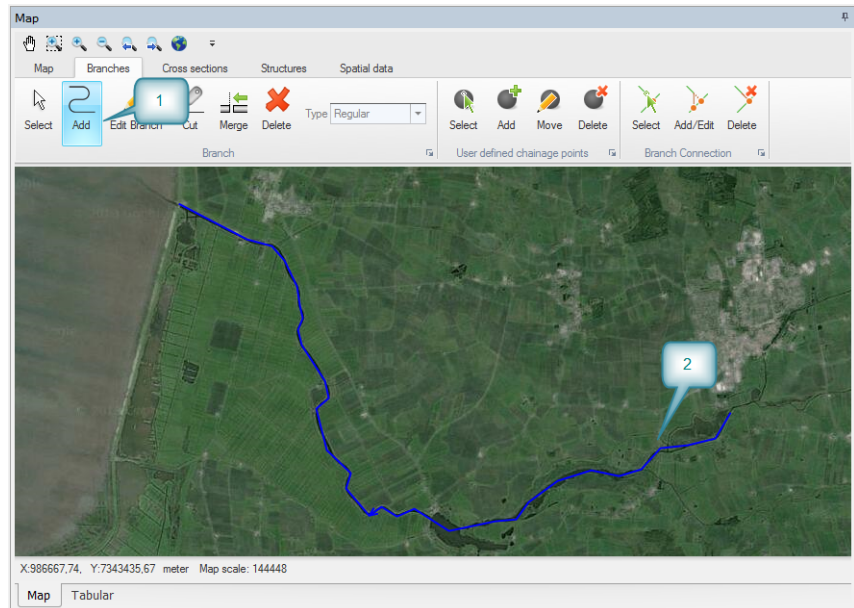 Map
Map Branches Cross sections Structures Spatial data
1
Select Add Edit Branch Cut Merge Delete Type Regular Select Add Move Delete Select Add/Edit Delete
Branch User defined chainage points Branch Connection
2
X:986667,74, Y:7343435,67 meter Map scale: 144448
Map Tabular